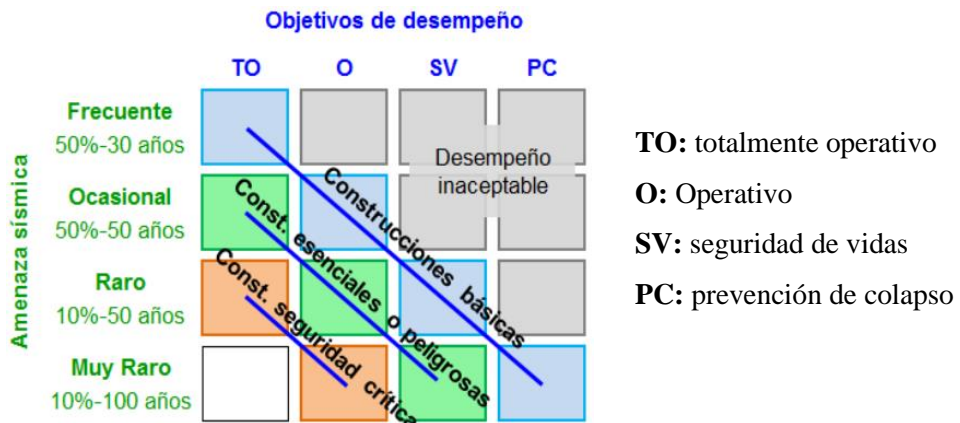 Objetivos de desempeño
TO O SV PC
Amenaza sísmica
Frecuente
50%-30 años
Ocasional
50%-50 años
Raro
10%-50 años
Muy Raro
10%-100 años
Desempeño
inaceptable
Construcciones básicas
Const. esenciales o peligrosas
Const. seguridad crítica
TO: totalmente operativo
O: Operativo
SV: seguridad de vidas
PC: prevención de colapso